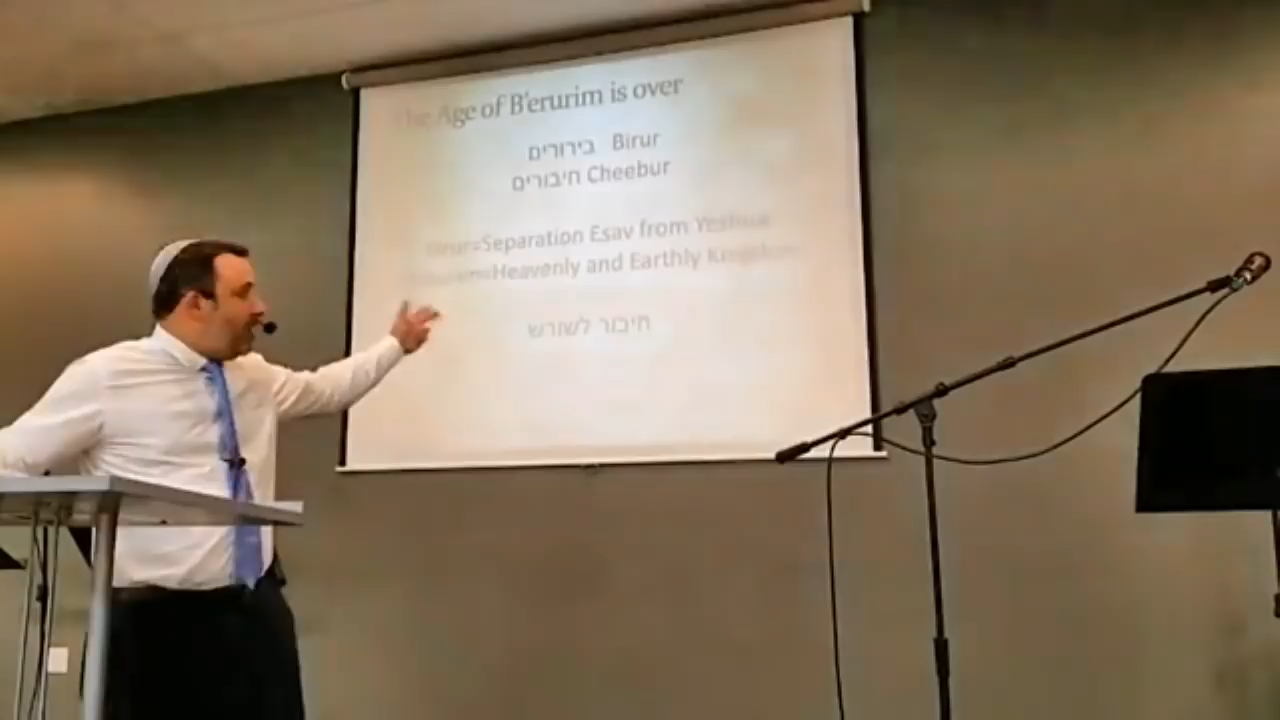 The Age of B'erurim is over
בירורים Birur
חיבורים Cheebur
Birur=Separation Esav from Yeshua
=Heavenly and Earthly Kingdom
חיבור לשורש